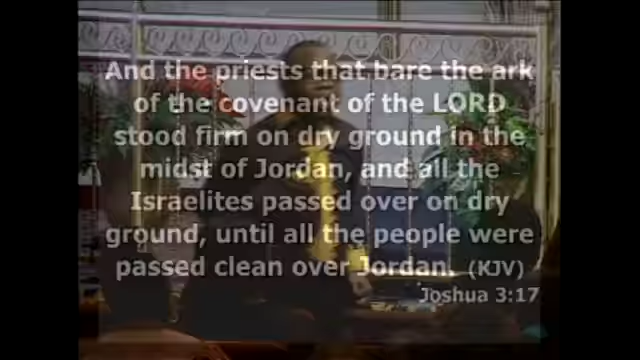 And the priests that bare the ark
of the covenant of the LORD
stood firm on dry ground in the
midst of Jordan, and all the
Israelites passed over on dry
ground, until all the people were
passed clean over Jordan. (KJV)
Joshua 3:17